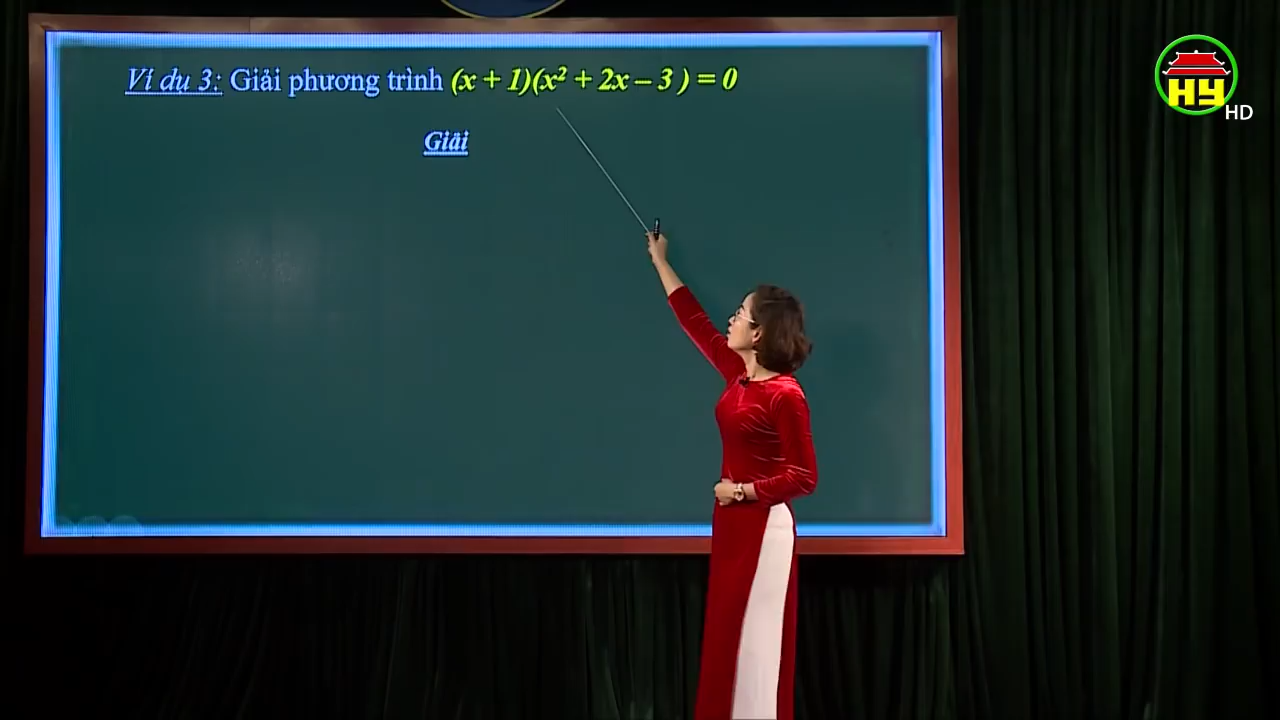 Ví dụ 3: Giải phương trình (x + 1)(x² + 2x – 3 ) = 0
Giải
HY
HD